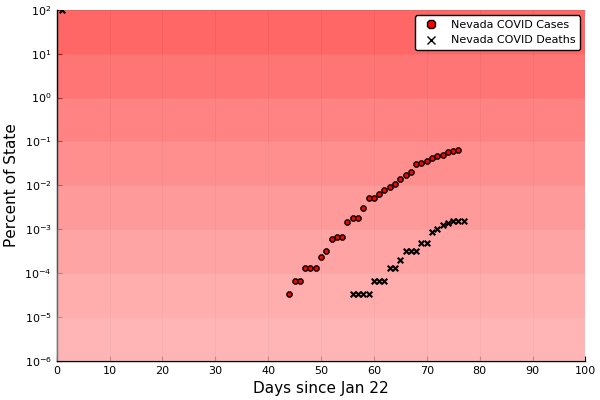 Nevada COVID Cases
Nevada COVID Deaths
10²
10¹
10⁰
10⁻¹
10⁻²
10⁻³
10⁻⁴
10⁻⁵
10⁻⁶
Percent of State
0 10 20 30 40 50 60 70 80 90 100
Days since Jan 22